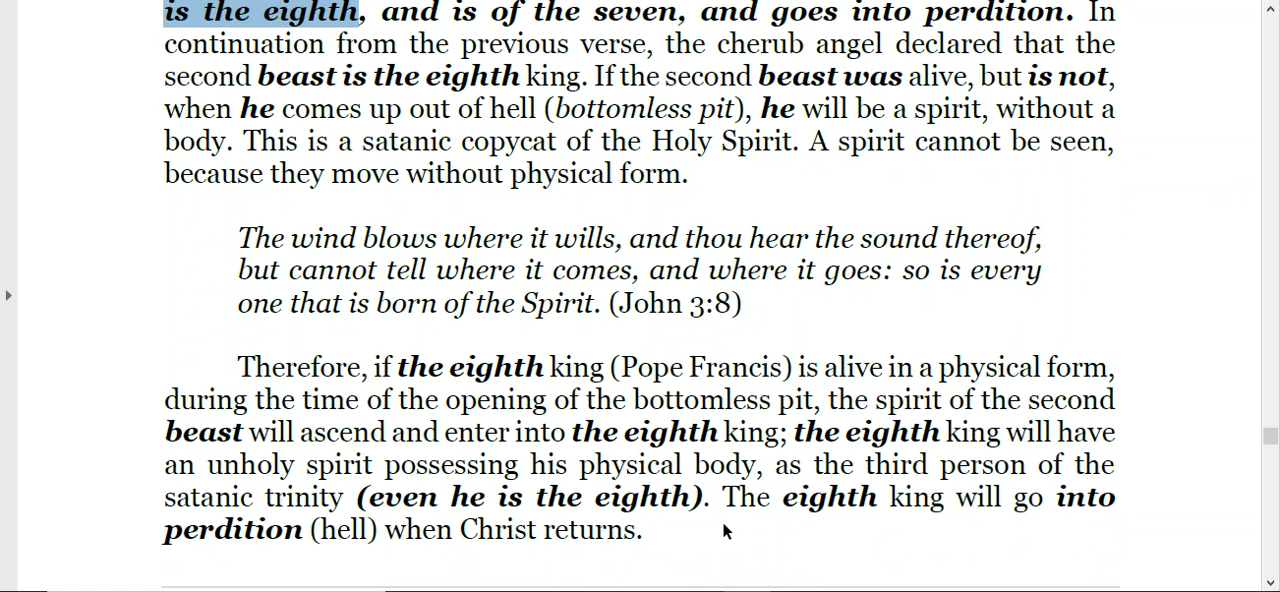 is the eighth, and is of the seven, and goes into perdition. In
continuation from the previous verse, the cherub angel declared that the
second beast is the eighth king. If the second beast was alive, but is not,
when he comes up out of hell (bottomless pit), he will be a spirit, without a
body. This is a satanic copycat of the Holy Spirit. A spirit cannot be seen,
because they move without physical form.
The wind blows where it wills, and thou hear the sound thereof,
but cannot tell where it comes, and where it goes: so is every
one that is born of the Spirit. (John 3:8)
Therefore, if the eighth king (Pope Francis) is alive in a physical form,
during the time of the opening of the bottomless pit, the spirit of the second
beast will ascend and enter into the eighth king; the eighth king will have
an unholy spirit possessing his physical body, as the third person of the
satanic trinity (even he is the eighth). The eighth king will go into
perdition (hell) when Christ returns.